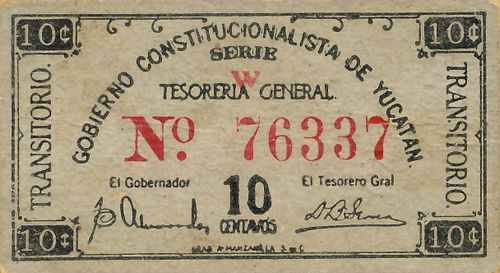 10¢ 10¢
GOBIERNO CONSTITUCIONALISTA DE YUCATAN.
SERIE
W
TESORERIA GENERAL.
TRANSITORIO. TRANSITORIO.
Nº 76337
El Gobernador 10 El Tesorero Gral
CENTAVOS
10¢ 10¢